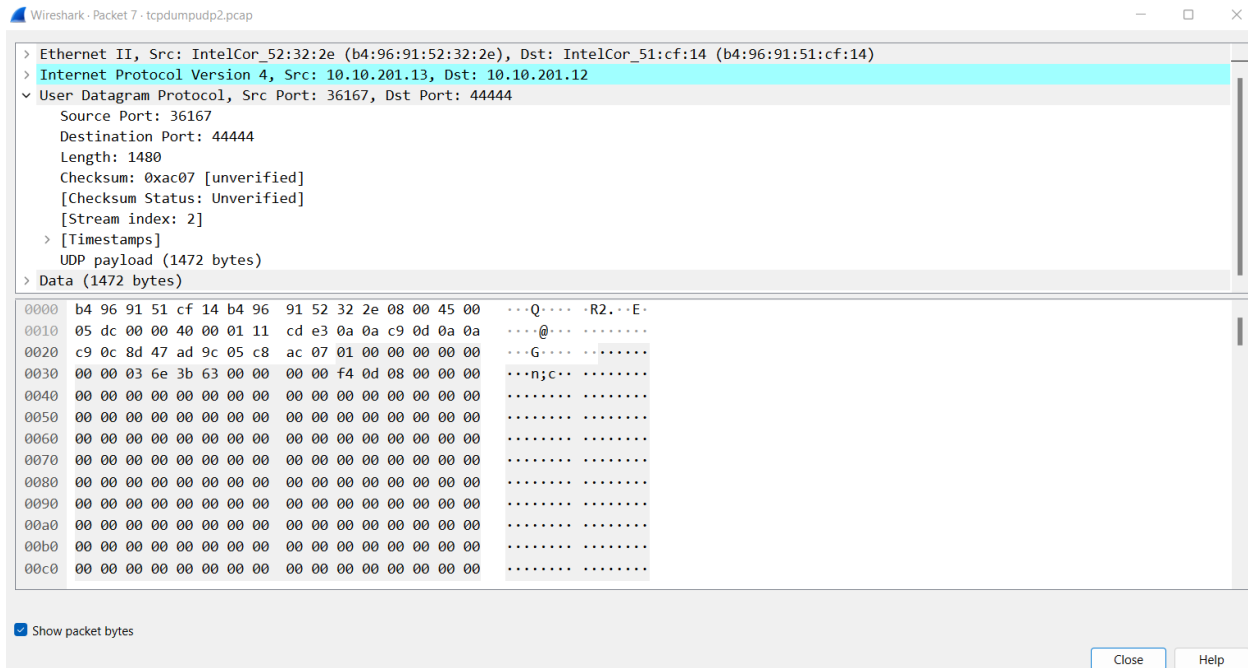 Wireshark · Packet 7 · tcpdumpudp2.pcap
> Ethernet II, Src: IntelCor_52:32:2e (b4:96:91:52:32:2e), Dst: IntelCor_51:cf:14 (b4:96:91:51:cf:14)
> Internet Protocol Version 4, Src: 10.10.201.13, Dst: 10.10.201.12
User Datagram Protocol, Src Port: 36167, Dst Port: 44444
Source Port: 36167
Destination Port: 44444
Length: 1480
Checksum: 0xac07 [unverified]
[Checksum Status: Unverified]
[Stream index: 2]
> [Timestamps]
UDP payload (1472 bytes)
> Data (1472 bytes)
0000 b4 96 91 51 cf 14 b4 96 91 52 32 2e 08 00 45 00 ···Q···· ·R2.··E·
0010 05 dc 00 00 40 00 01 11 cd e3 0a 0a c9 0d 0a 0a ····@··· ········
0020 c9 0c 8d 47 ad 9c 05 c8 ac 07 01 00 00 00 00 00 ···G···· ········
0030 00 00 03 6e 3b 63 00 00 00 00 f4 0d 08 00 00 00 ···n;c·· ········
0040 00 00 00 00 00 00 00 00 00 00 00 00 00 00 00 00 ········ ········
0050 00 00 00 00 00 00 00 00 00 00 00 00 00 00 00 00 ········ ········
0060 00 00 00 00 00 00 00 00 00 00 00 00 00 00 00 00 ········ ········
0070 00 00 00 00 00 00 00 00 00 00 00 00 00 00 00 00 ········ ········
0080 00 00 00 00 00 00 00 00 00 00 00 00 00 00 00 00 ········ ········
0090 00 00 00 00 00 00 00 00 00 00 00 00 00 00 00 00 ········ ········
00a0 00 00 00 00 00 00 00 00 00 00 00 00 00 00 00 00 ········ ········
00b0 00 00 00 00 00 00 00 00 00 00 00 00 00 00 00 00 ········ ········
00c0 00 00 00 00 00 00 00 00 00 00 00 00 00 00 00 00 ········ ········
Show packet bytes
Close Help